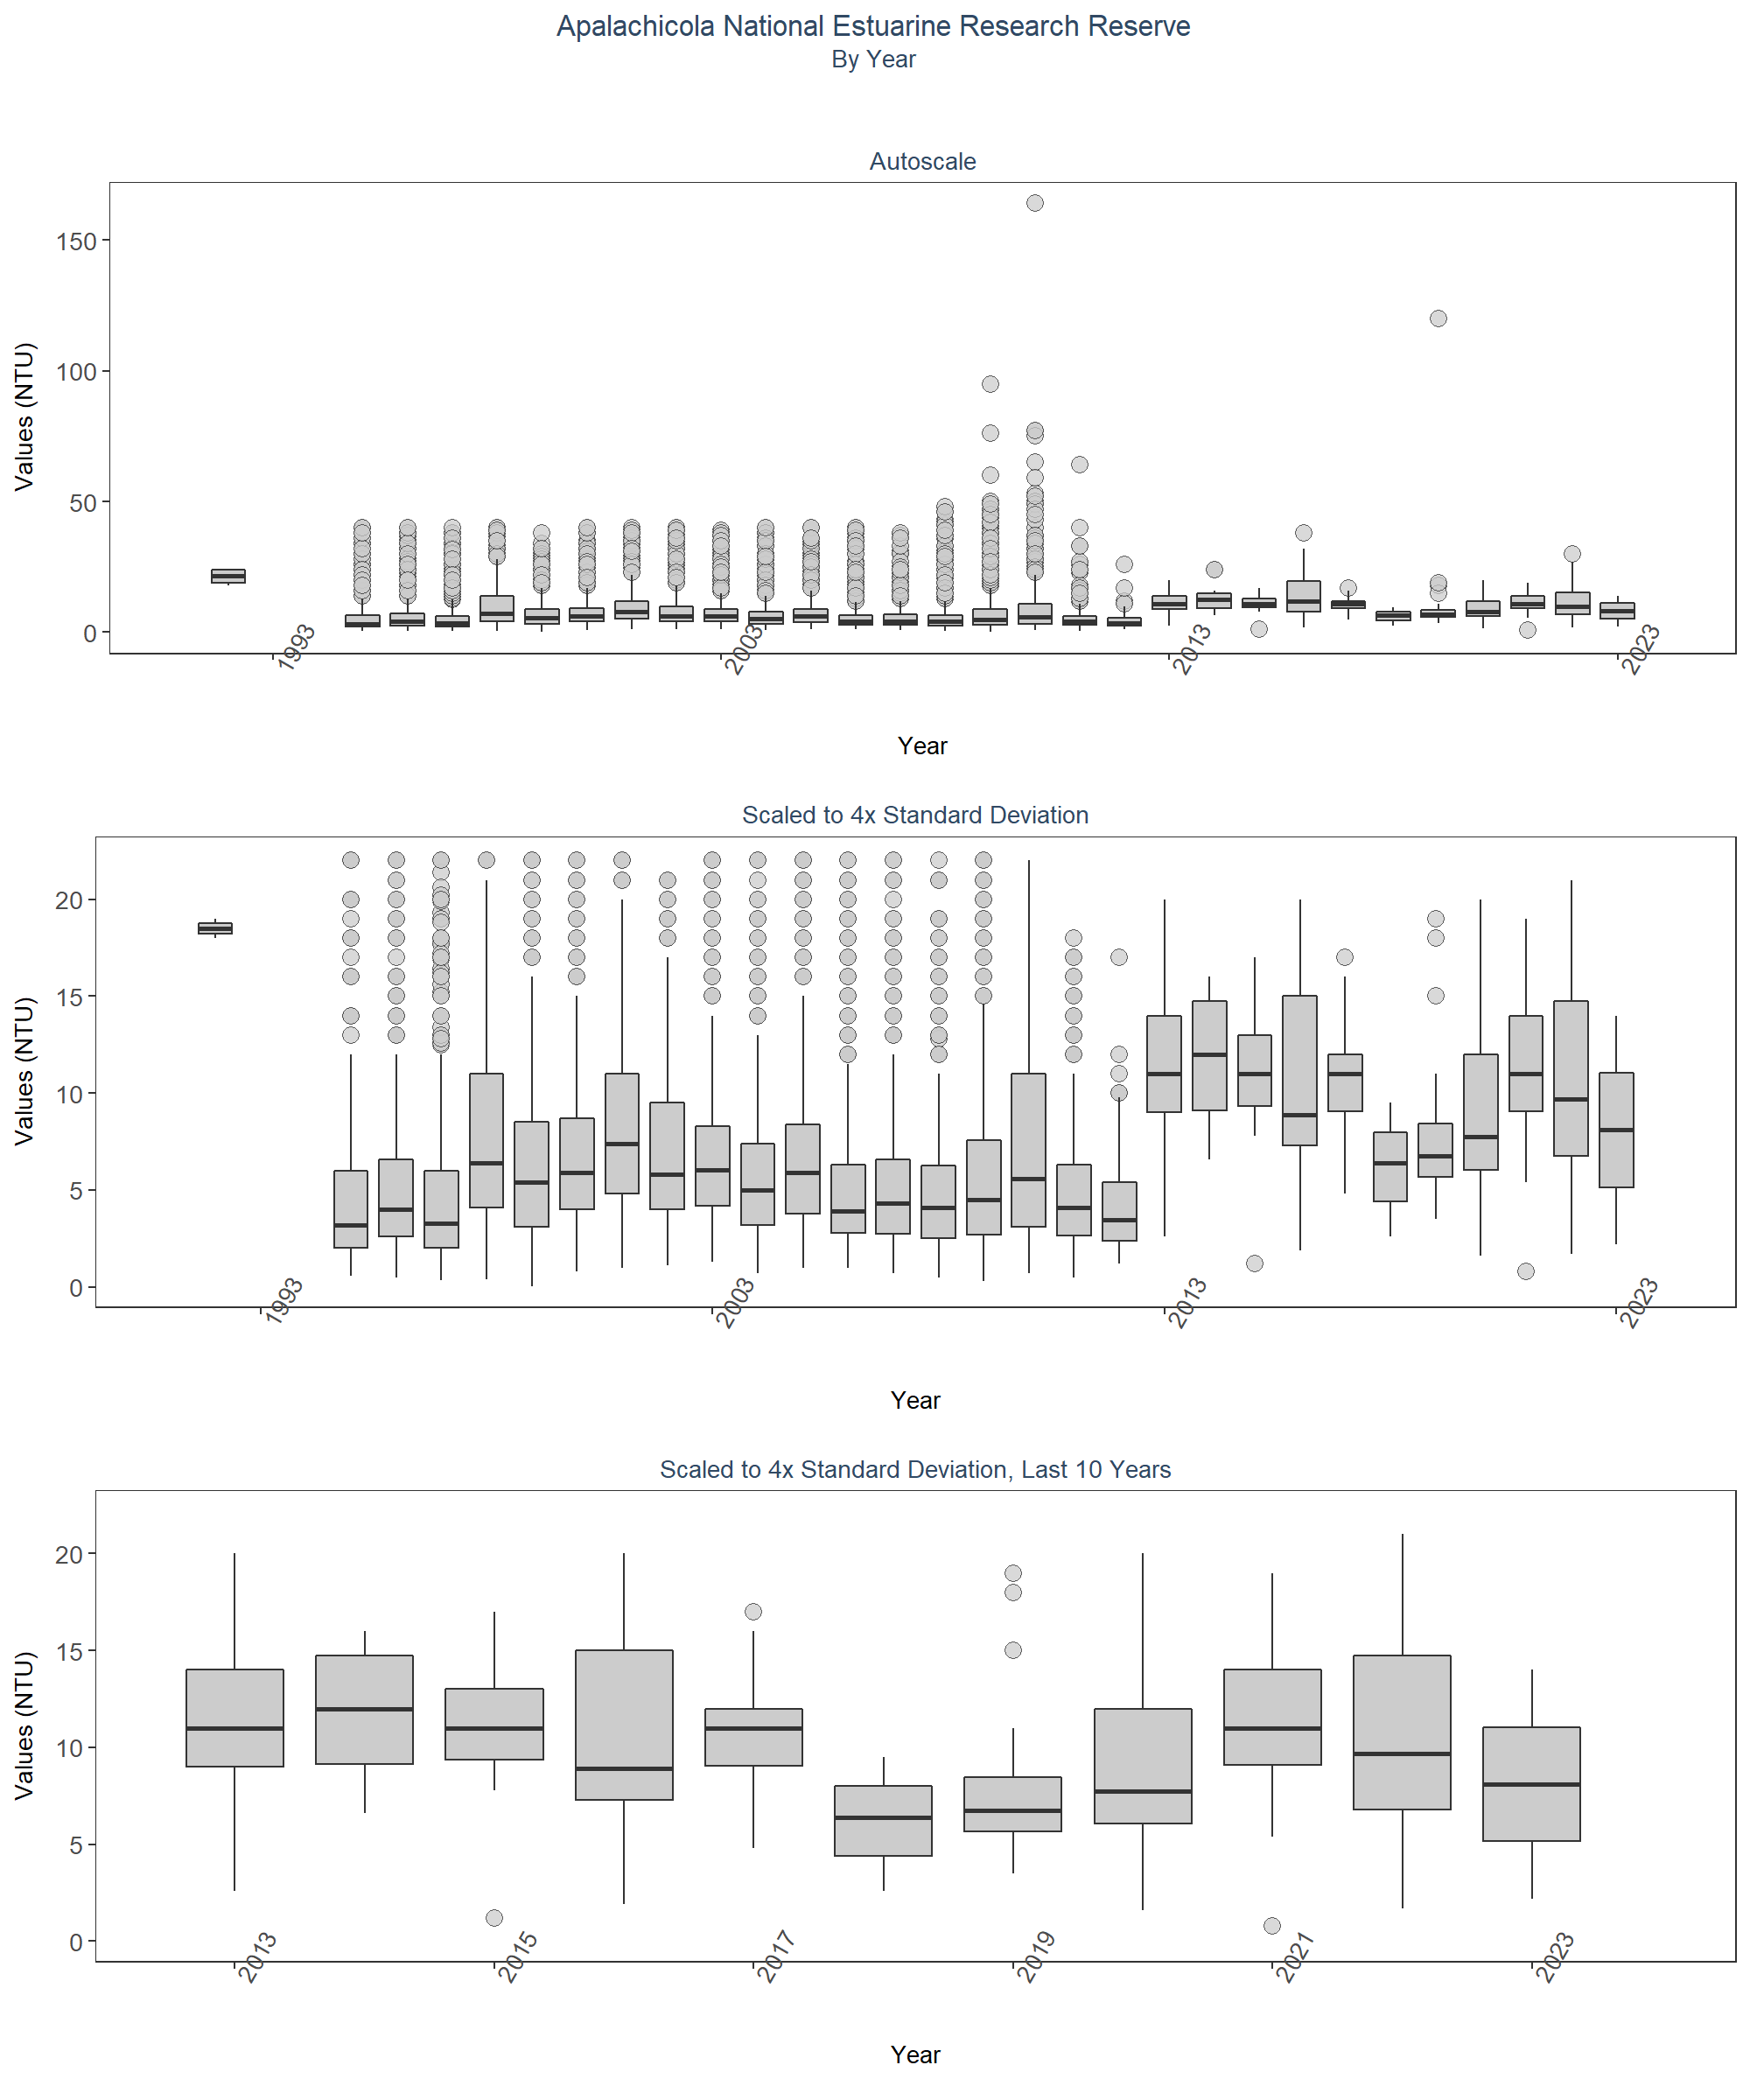 Apalachicola National Estuarine Research Reserve
By Year
Autoscale
Values (NTU)
150
100
50
0
1993
2003
2013
2023
Year
Scaled to 4x Standard Deviation
Values (NTU)
20
15
10
5
0
1993
2003
2013
2023
Year
Scaled to 4x Standard Deviation, Last 10 Years
Values (NTU)
20
15
10
5
0
2013
2015
2017
2019
2021
2023
Year